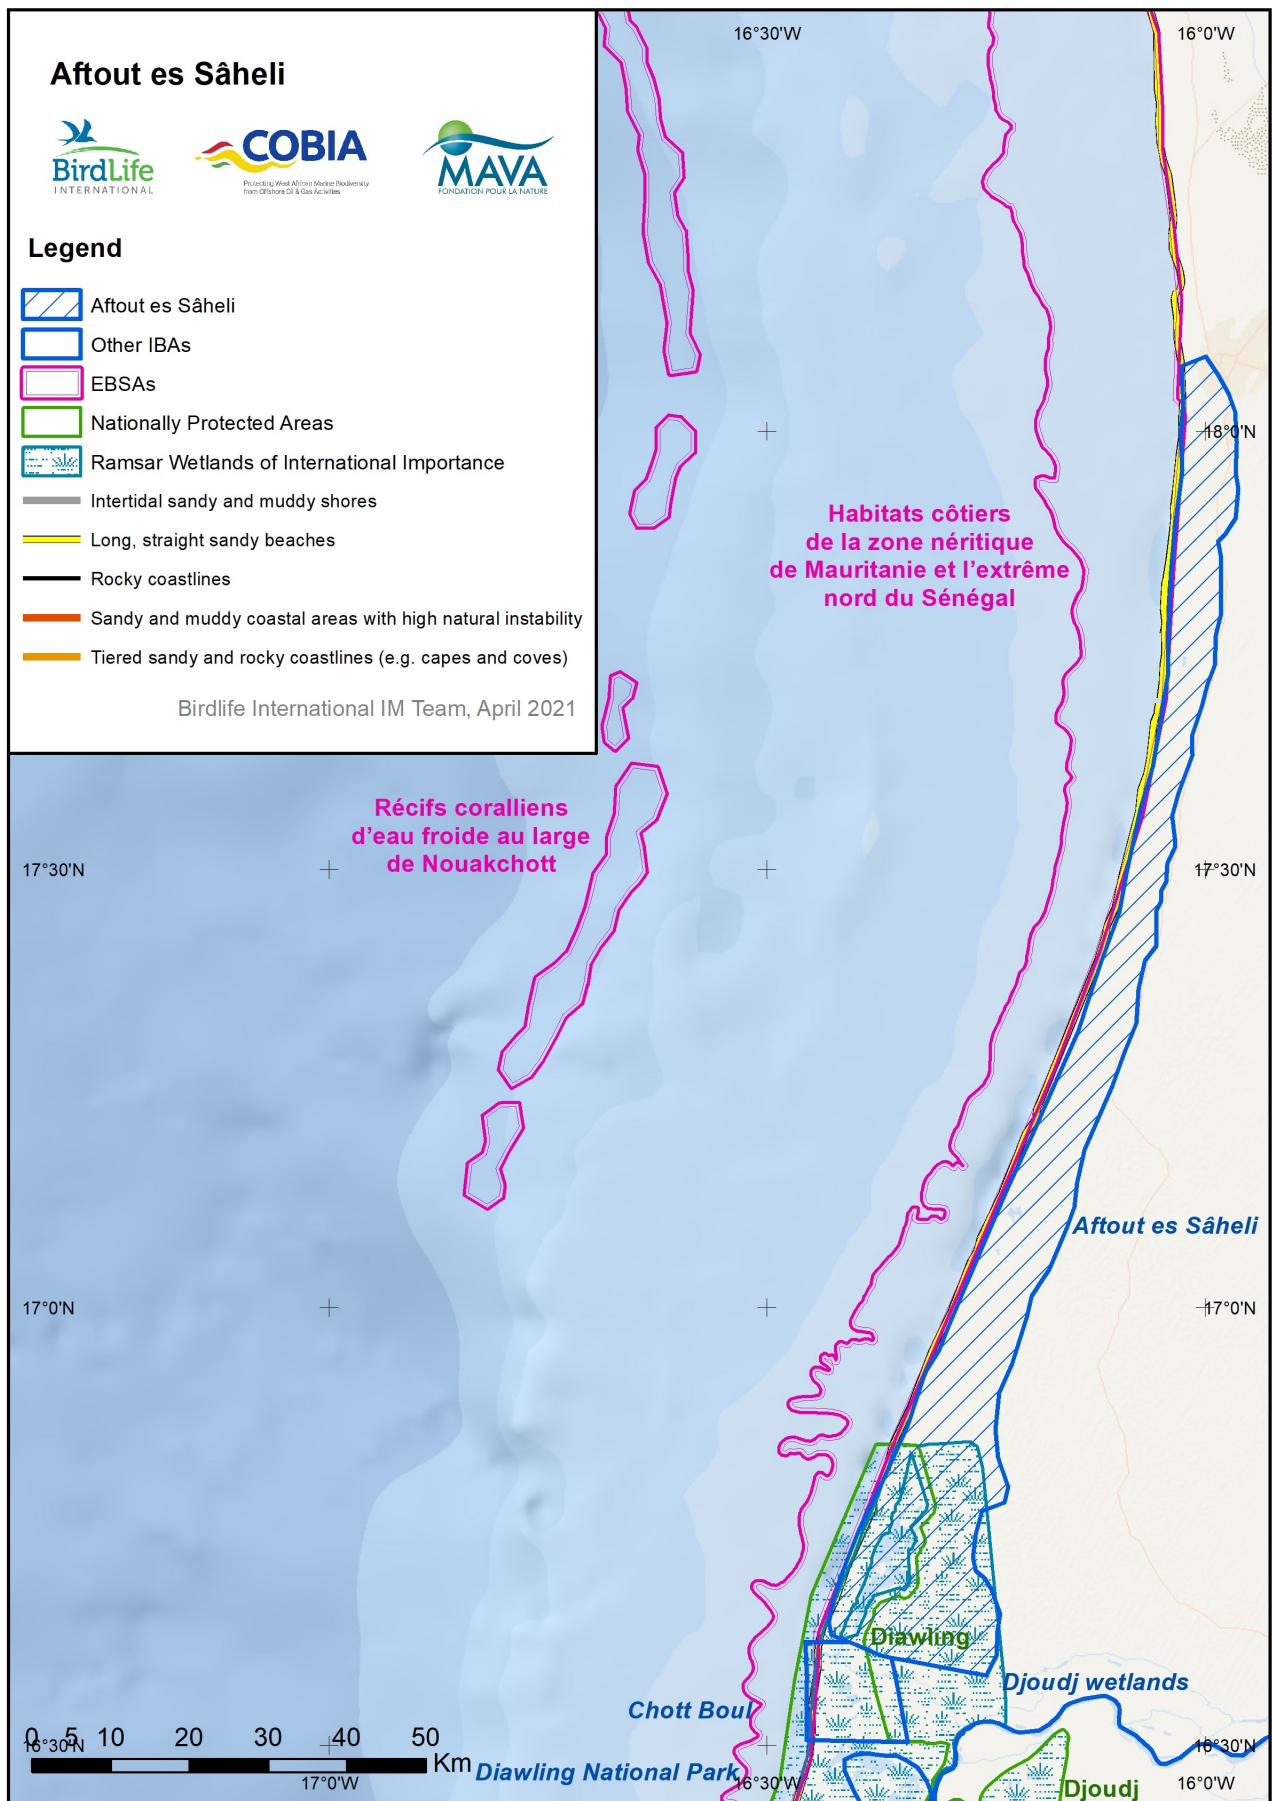 Aftout es Sâheli
BirdLife
INTERNATIONAL
COBIA
Protecting West African Marine Biodiversity
from Offshore Oil & Gas Activities
MAVA
FONDATION POUR LA NATURE
Legend
Aftout es Sâheli
Other IBAs
EBSAs
Nationally Protected Areas
Ramsar Wetlands of International Importance
Intertidal sandy and muddy shores
Long, straight sandy beaches
Rocky coastlines
Sandy and muddy coastal areas with high natural instability
Tiered sandy and rocky coastlines (e.g. capes and coves)
Birdlife International IM Team, April 2021
16°30'W
16°0'W
18°0'N
Habitats côtiers
de la zone néritique
de Mauritanie et l'extrême
nord du Sénégal
Récifs coralliens
d'eau froide au large
de Nouakchott
17°30'N
17°30'N
Aftout es Sâheli
17°0'N
17°0'N
Diawling
Djoudj wetlands
Chott Boul
0 5 10 20 30 40 50
Km
16°30'N
16°30'N
Diawling National Park
17°0'W
16°30'W
16°0'W
Djoudj